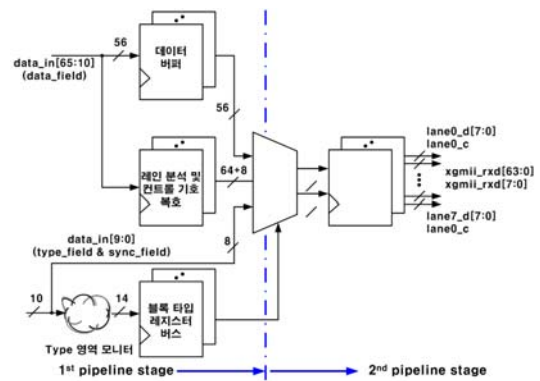 56
데이터
버퍼
data_in[65:10]
(data_field)
56
레인 분석 및
컨트롤 기호
복호
64+8
data_in[9:0]
(type_field & sync_field)
8
10
14
Type 영역 모니터
블록 타입
레지스터
버스
lane0_d[7:0]
lane0_c
xgmii_rxd[63:0]
xgmii_rxd[7:0]
lane7_d[7:0]
lane0_c
1st pipeline stage
2nd pipeline stage